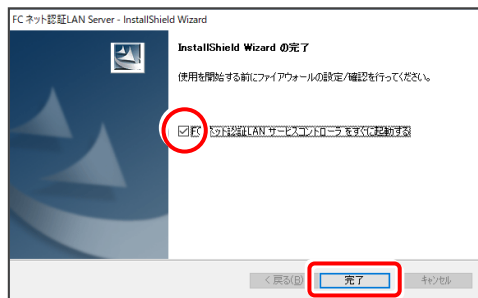 FC ネット認証LAN Server - InstallShield Wizard
InstallShield Wizard の完了
使用を開始する前にファイアウォールの設定/確認を行ってください。
FC ネット認証LAN サービスコントローラ をすぐに起動する
< 戻る(B)
完了
キャンセル